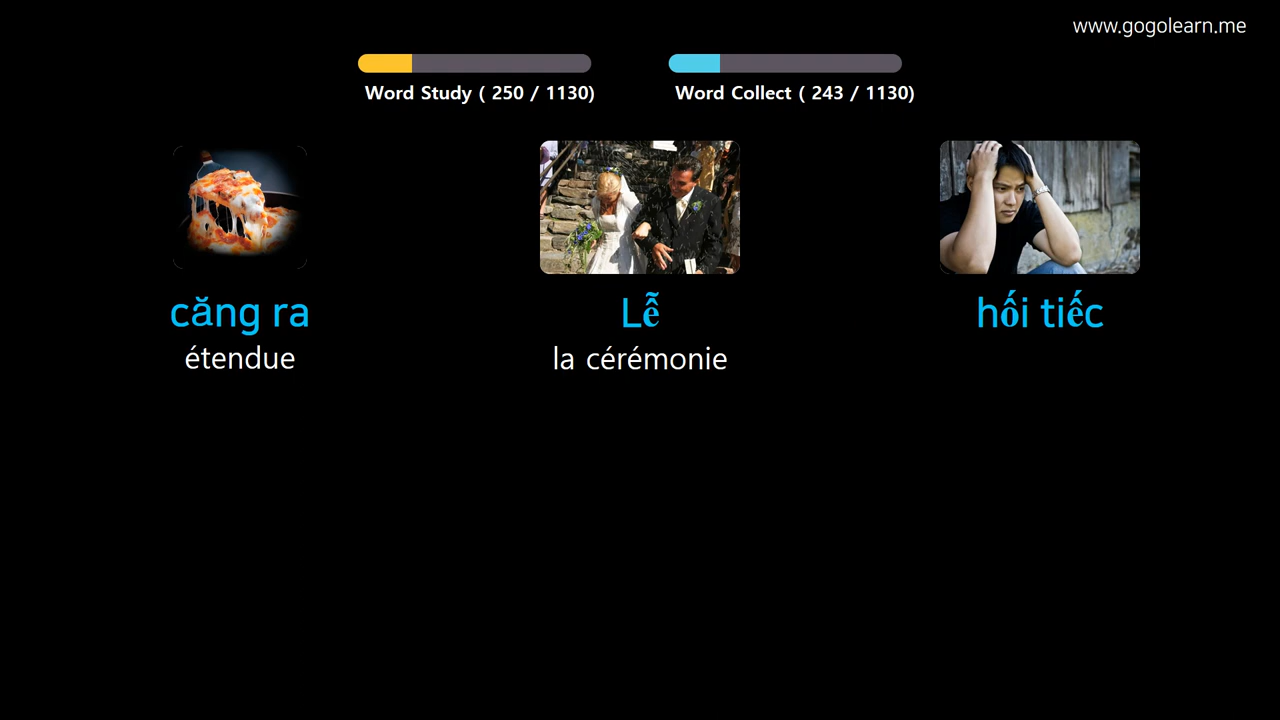 www.gogolearn.me
Word Study ( 250 / 1130)
Word Collect ( 243 / 1130)
căng ra
étendue
Lễ
la cérémonie
hối tiếc